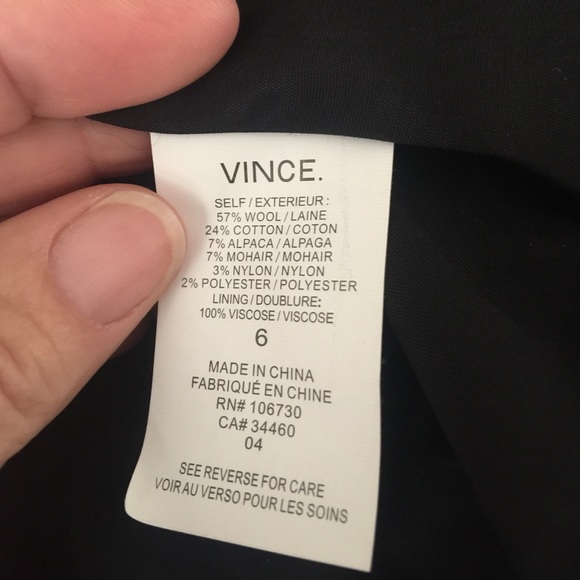 VINCE.
SELF / EXTERIEUR :
57% WOOL / LAINE
24% COTTON / COTON
7% ALPACA / ALPAGA
7% MOHAIR / MOHAIR
3% NYLON / NYLON
2% POLYESTER / POLYESTER
LINING / DOUBLURE:
100% VISCOSE / VISCOSE
6
MADE IN CHINA
FABRIQUÉ EN CHINE
RN# 106730
CA# 34460
04
SEE REVERSE FOR CARE
VOIR AU VERSO POUR LES SOINS